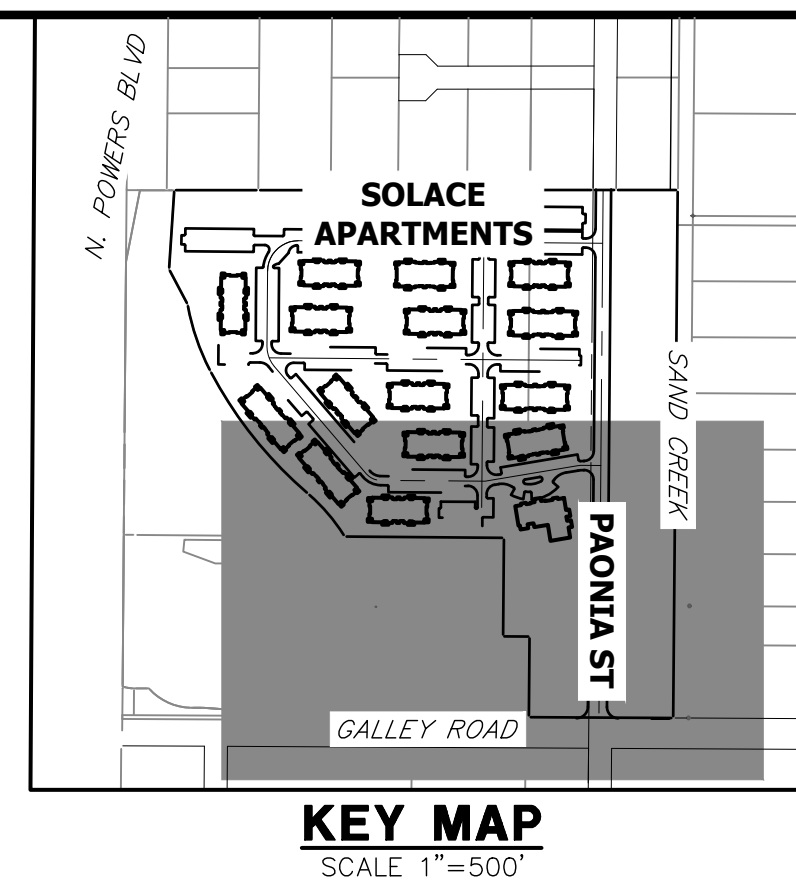 N. POWERS BLVD
SOLACE
APARTMENTS
SAND CREEK
PAONIA ST
GALLEY ROAD
KEY MAP
SCALE 1"=500'